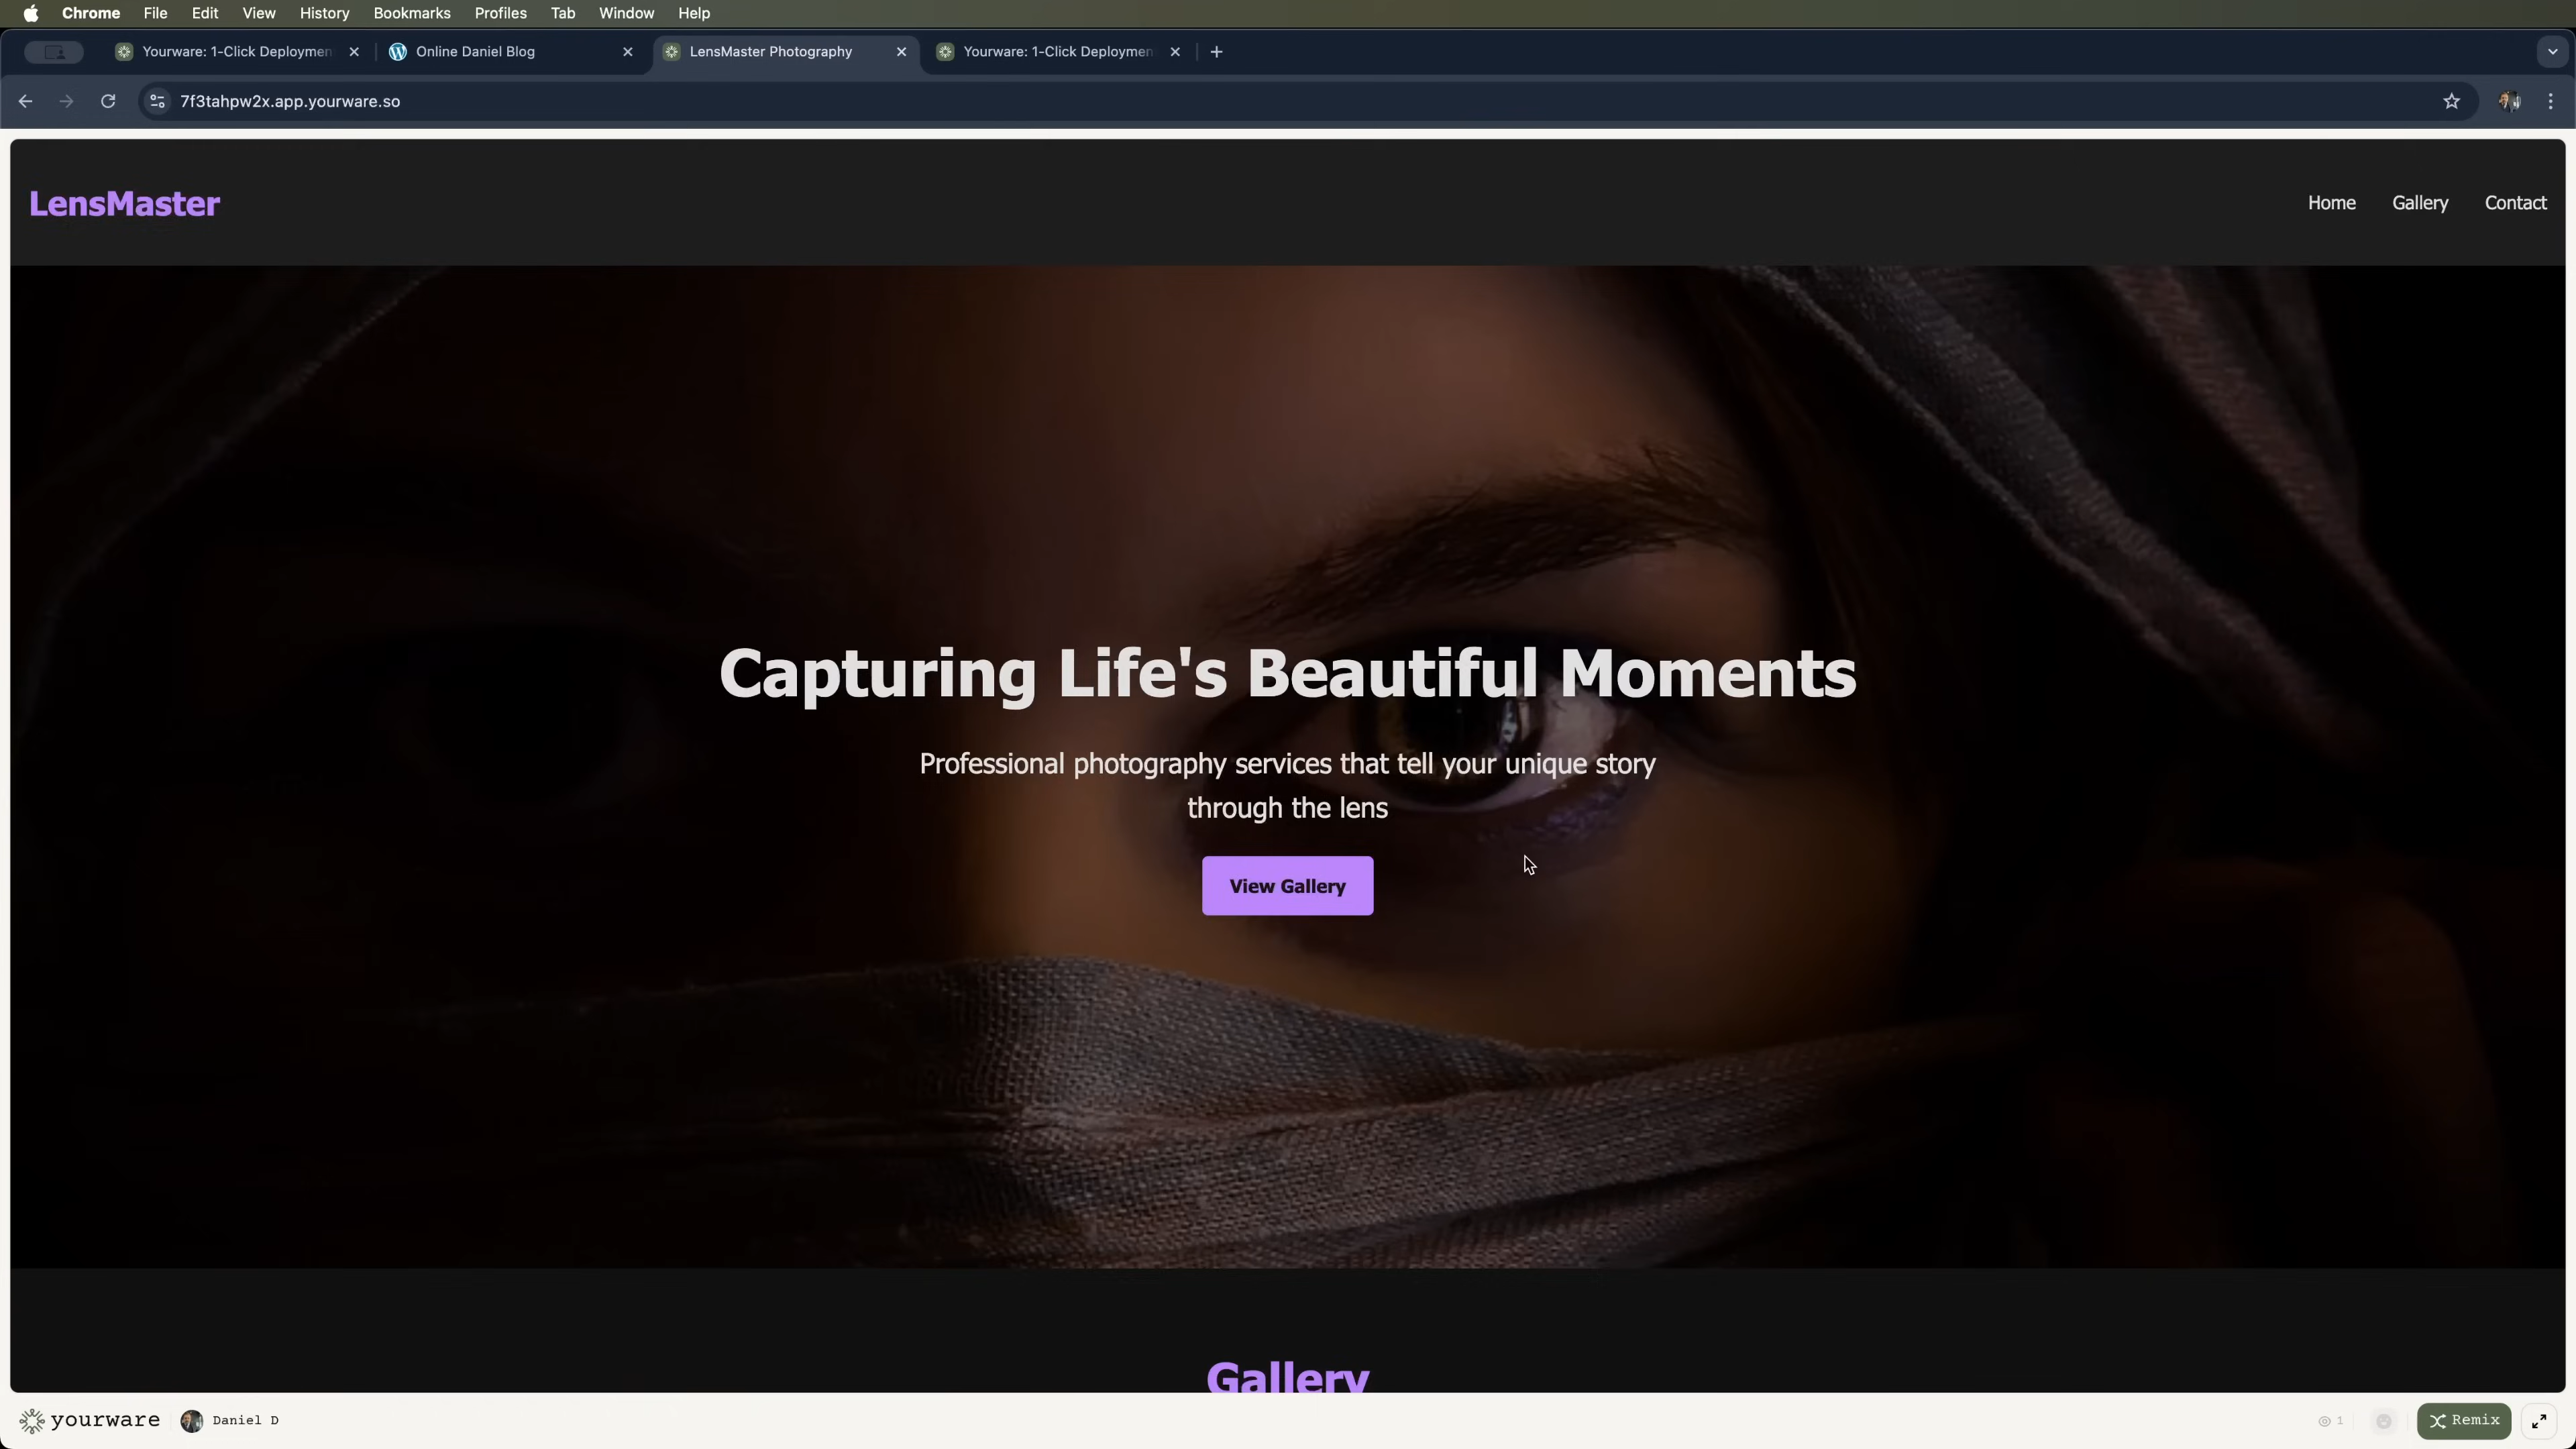 Chrome File Edit View History Bookmarks Profiles Tab Window Help
Yourware: 1-Click Deploymen Online Daniel Blog LensMaster Photography Yourware: 1-Click Deploymen
7f3tahpw2x.app.yourware.so
LensMaster Home Gallery Contact
Capturing Life's Beautiful Moments
Professional photography services that tell your unique story
through the lens
View Gallery
Gallery
yourware Daniel D 1 Remix